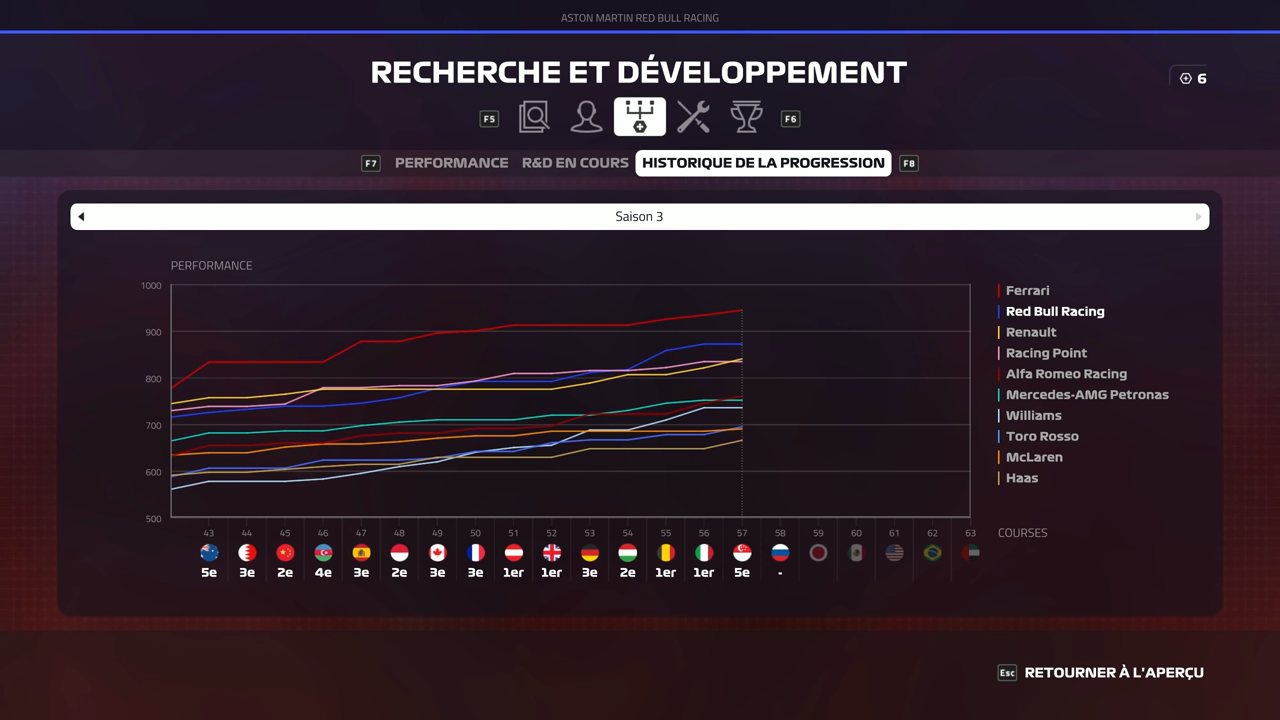 ASTON MARTIN RED BULL RACING
RECHERCHE ET DÉVELOPPEMENT
6
F5
F6
F7 PERFORMANCE R&D EN COURS HISTORIQUE DE LA PROGRESSION F8
Saison 3
PERFORMANCE
1000
900
800
700
600
500
Ferrari
Red Bull Racing
Renault
Racing Point
Alfa Romeo Racing
Mercedes-AMG Petronas
Williams
Toro Rosso
McLaren
Haas
43 44 45 46 47 48 49 50 51 52 53 54 55 56 57 58 59 60 61 62 63 COURSES
5e 3e 2e 4e 3e 2e 3e 3e 1er 1er 3e 2e 1er 1er 5e -
Esc RETOURNER À L'APERÇU